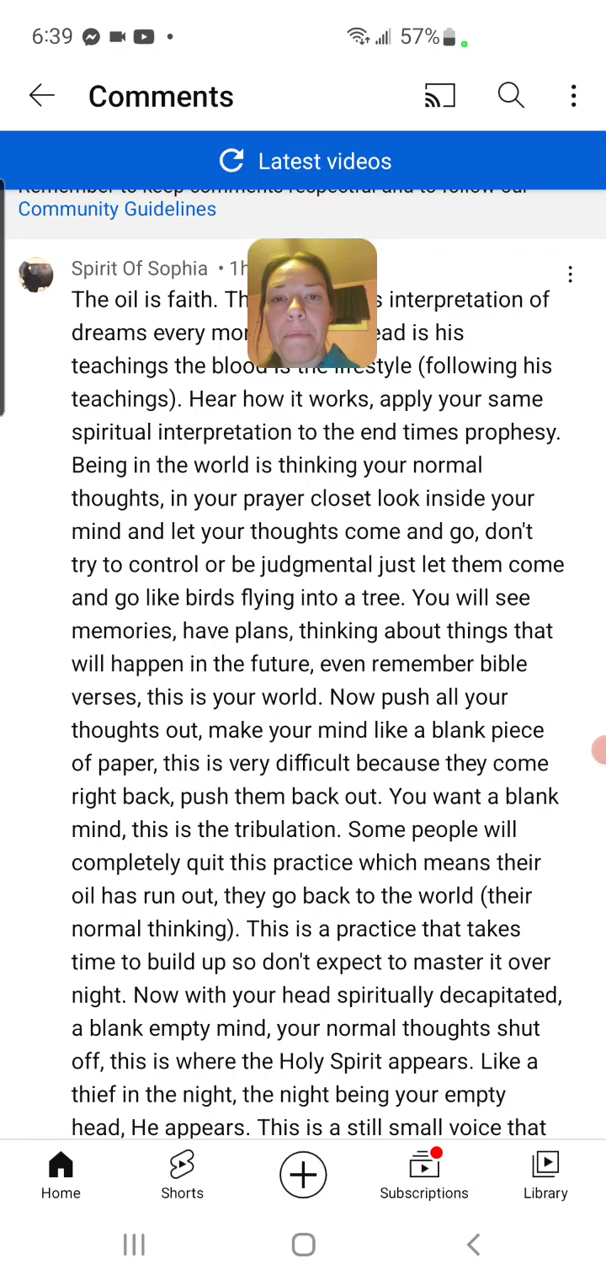 6:39
57%
Comments
Latest videos
Community Guidelines
Spirit Of Sophia • 1h
The oil is faith. interpretation of
dreams every is his
teachings the blood is the lifestyle (following his
teachings). Hear how it works, apply your same
spiritual interpretation to the end times prophesy.
Being in the world is thinking your normal
thoughts, in your prayer closet look inside your
mind and let your thoughts come and go, don't
try to control or be judgmental just let them come
and go like birds flying into a tree. You will see
memories, have plans, thinking about things that
will happen in the future, even remember bible
verses, this is your world. Now push all your
thoughts out, make your mind like a blank piece
of paper, this is very difficult because they come
right back, push them back out. You want a blank
mind, this is the tribulation. Some people will
completely quit this practice which means their
oil has run out, they go back to the world (their
normal thinking). This is a practice that takes
time to build up so don't expect to master it over
night. Now with your head spiritually decapitated,
a blank empty mind, your normal thoughts shut
off, this is where the Holy Spirit appears. Like a
thief in the night, the night being your empty
head, He appears. This is a still small voice that
Home
Shorts
Subscriptions
Library